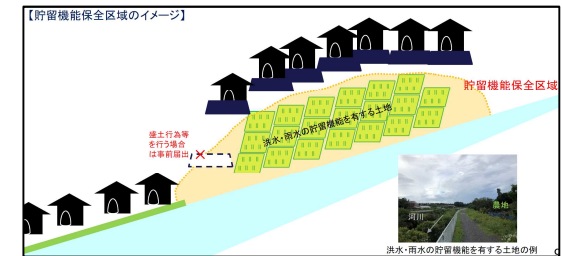 【貯留機能保全区域のイメージ】
貯留機能保全区域
洪水・雨水の貯留機能を有する土地
盛土行為等
を行う場合
は事前届出
農地
河川
洪水・雨水の貯留機能を有する土地の例
9